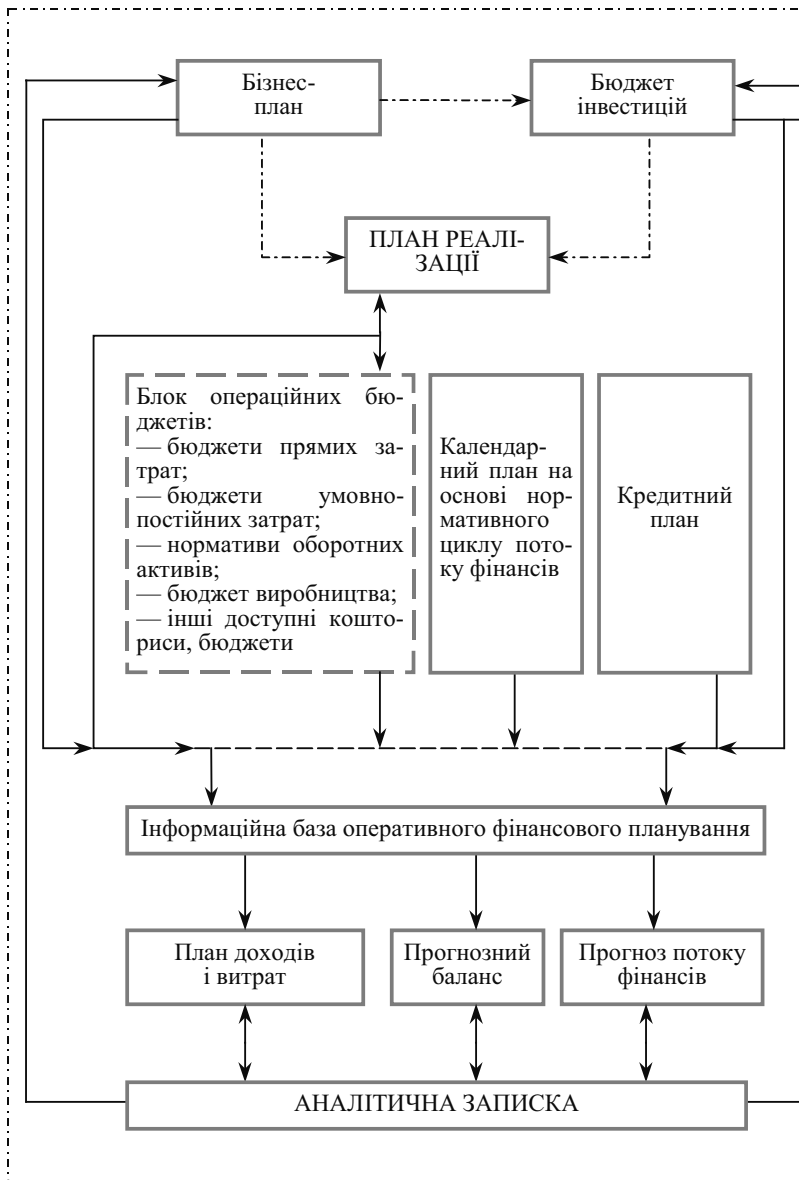 Бізнес-
план
Бюджет
інвестицій
ПЛАН РЕАЛІ-
ЗАЦІЇ
Блок операційних бю-
джетів:
— бюджети прямих за-
трат;
— бюджети умовно-
постійних затрат;
— нормативи оборотних
активів;
— бюджет виробництва;
— інші доступні кошто-
риси, бюджети
Календар-
ний план на
основі нор-
мативного
циклу пото-
ку фінансів
Кредитний
план
Інформаційна база оперативного фінансового планування
План доходів
і витрат
Прогнозний
баланс
Прогноз потоку
фінансів
АНАЛІТИЧНА ЗАПИСКА